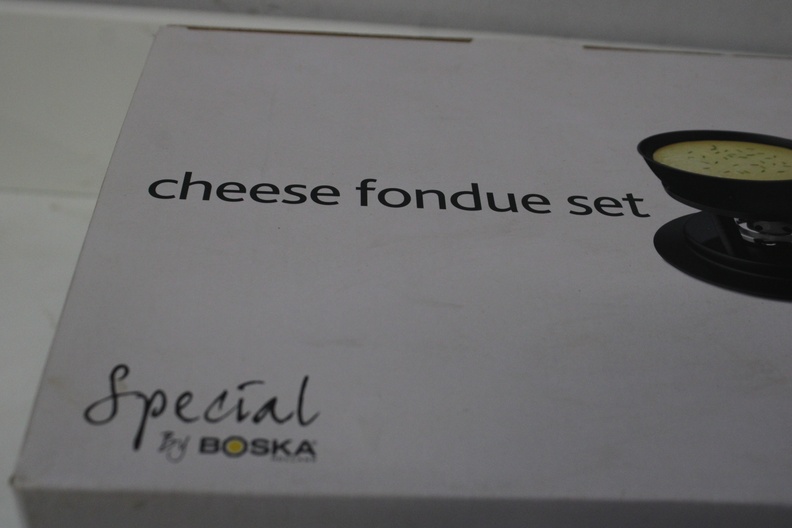 cheese fondue set
Special
By BOSKA